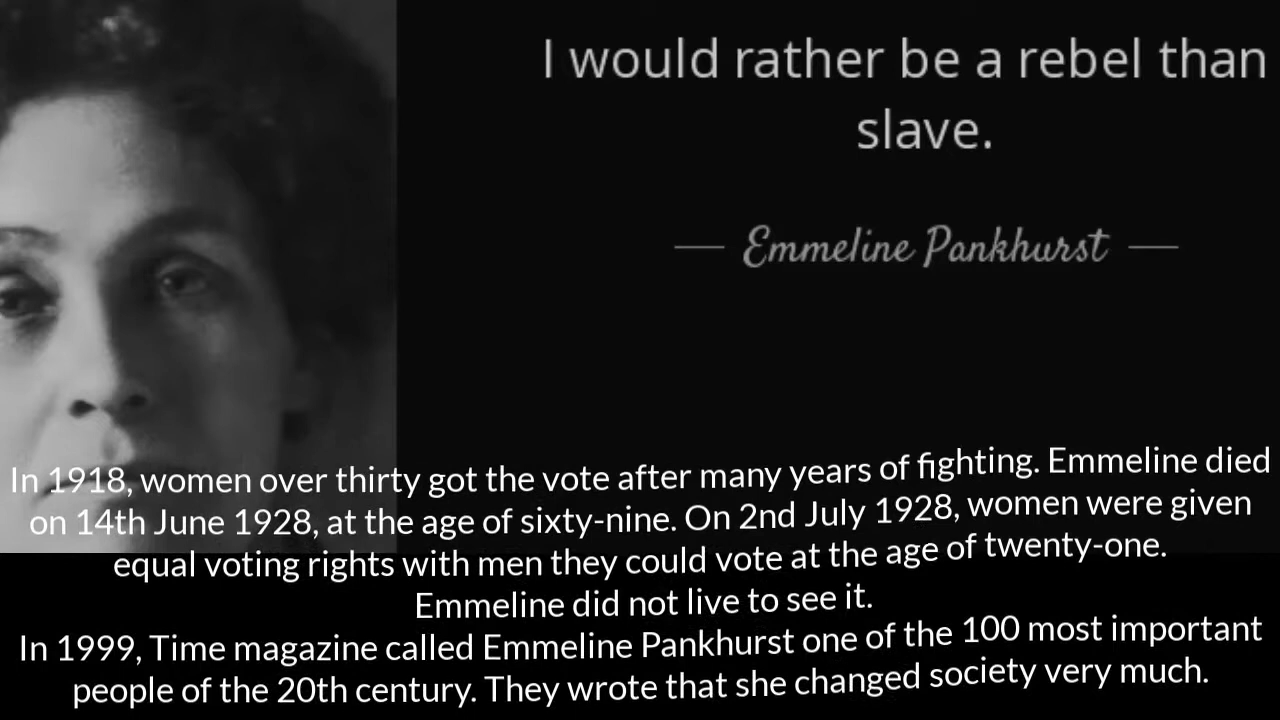 I would rather be a rebel than
slave.
— Emmeline Pankhurst —
In 1918, women over thirty got the vote after many years of fighting. Emmeline died
on 14th June 1928, at the age of sixty-nine. On 2nd July 1928, women were given
equal voting rights with men they could vote at the age of twenty-one.
Emmeline did not live to see it.
In 1999, Time magazine called Emmeline Pankhurst one of the 100 most important
people of the 20th century. They wrote that she changed society very much.